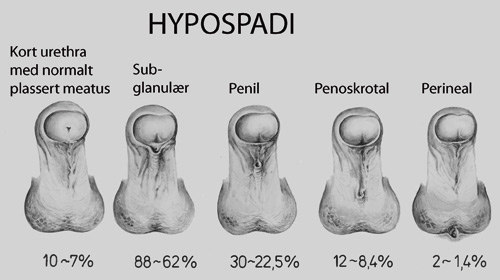 HYPOSPADI
Kort urethra
med normalt
plassert meatus
Sub-
glanulær
Penil
Penoskrotal
Perineal
10~7%
88~62%
30~22,5%
12~8,4%
2~1,4%